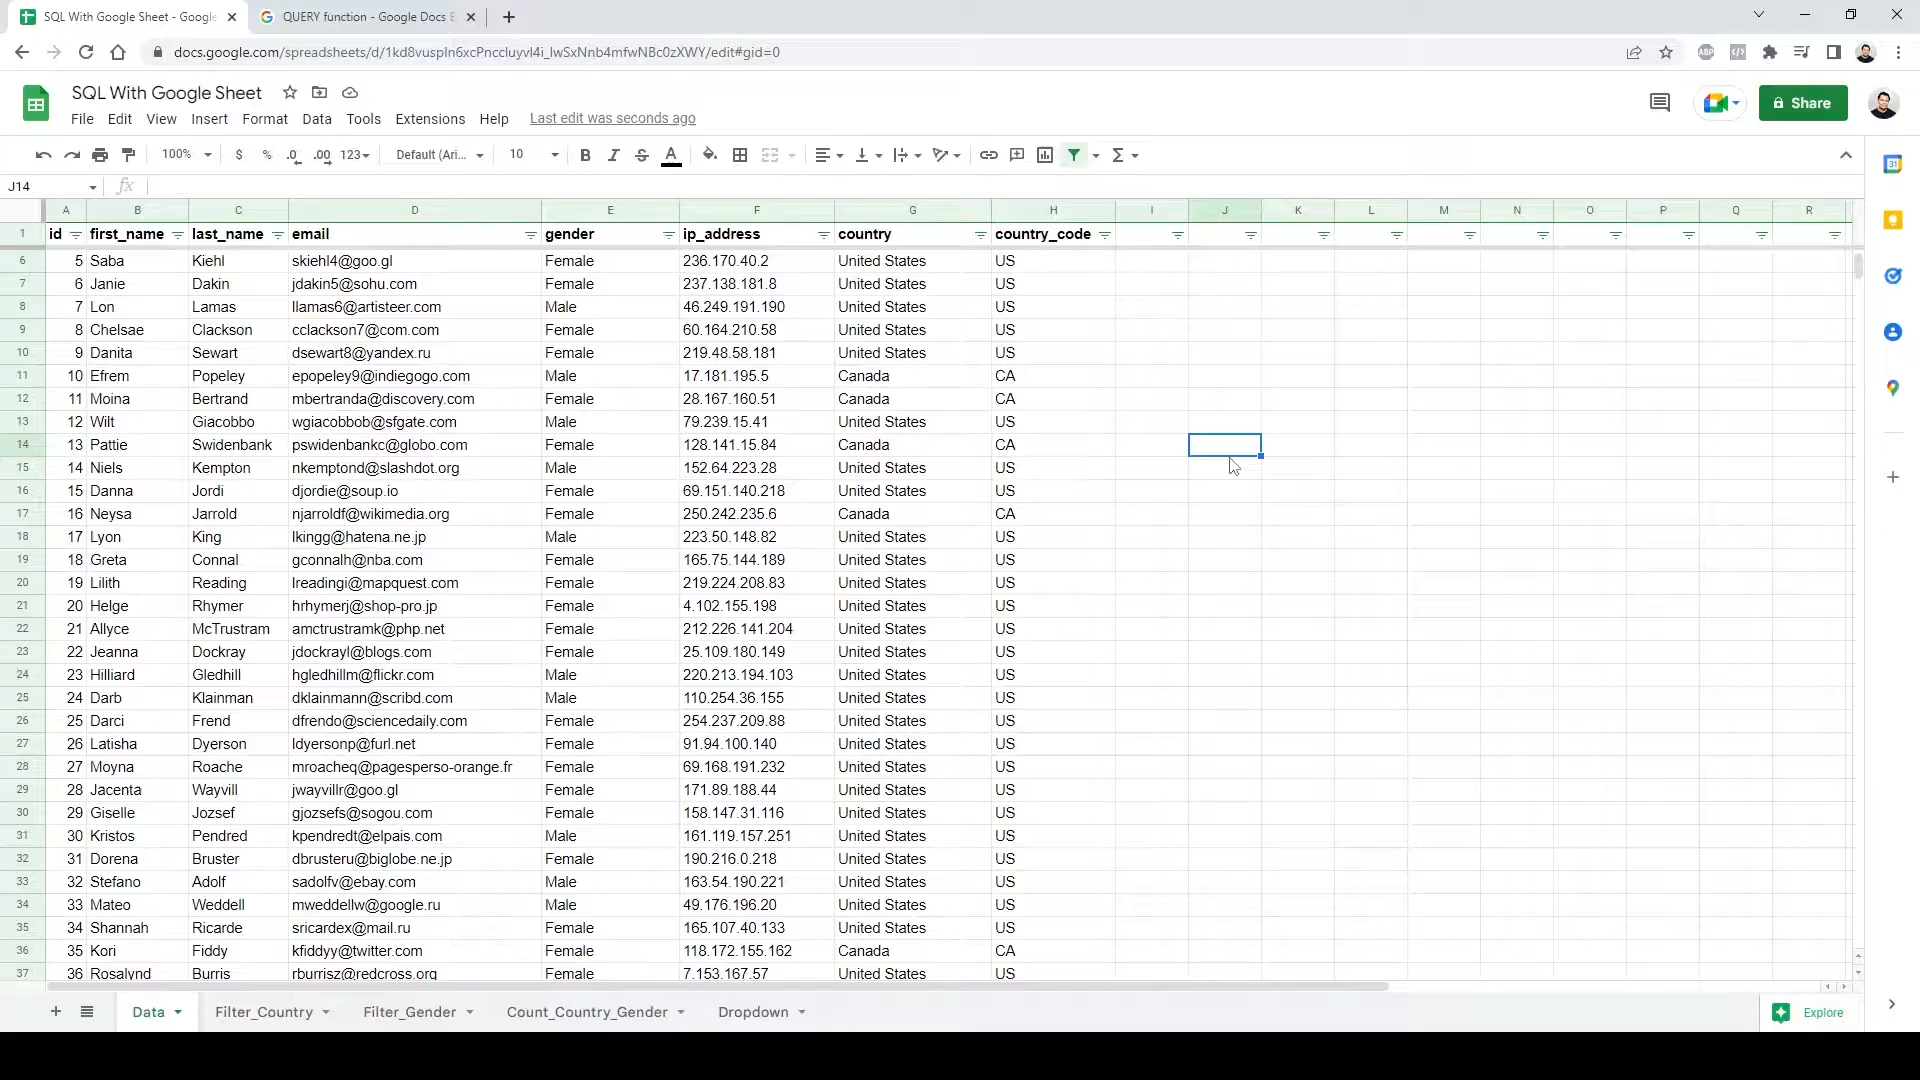 SQL With Google Sheet - Google
QUERY function - Google Docs E
docs.google.com/spreadsheets/d/1kd8vuspIn6xcPnccIuyvI4i_IwSxNnb4mfwNBc0zXWY/edit#gid=0
SQL With Google Sheet
File Edit View Insert Format Data Tools Extensions Help Last edit was seconds ago
Share
100% $ % .0 .00 123 Default (Ari... 10 B I S A
J14 fx
A B C D E F G H I J K L M N O P Q R
1 id first_name last_name email gender ip_address country country_code
6 5 Saba Kiehl skiehl4@goo.gl Female 236.170.40.2 United States US
7 6 Janie Dakin jdakin5@sohu.com Female 237.138.181.8 United States US
8 7 Lon Lamas llamas6@artisteer.com Male 46.249.191.190 United States US
9 8 Chelsae Clackson cclackson7@com.com Female 60.164.210.58 United States US
10 9 Danita Sewart dsewart8@yandex.ru Female 219.48.58.181 United States US
11 10 Efrem Popeley epopeley9@indiegogo.com Male 17.181.195.5 Canada CA
12 11 Moina Bertrand mbertranda@discovery.com Female 28.167.160.51 Canada CA
13 12 Wilt Giacobbo wgiacobbob@sfgate.com Male 79.239.15.41 United States US
14 13 Pattie Swidenbank pswidenbankc@globo.com Female 128.141.15.84 Canada CA
15 14 Niels Kempton nkemptond@slashdot.org Male 152.64.223.28 United States US
16 15 Danna Jordi djordie@soup.io Female 69.151.140.218 United States US
17 16 Neysa Jarrold njarroldf@wikimedia.org Female 250.242.235.6 Canada CA
18 17 Lyon King lkingg@hatena.ne.jp Male 223.50.148.82 United States US
19 18 Greta Connal gconnalh@nba.com Female 165.75.144.189 United States US
20 19 Lilith Reading lreadingi@mapquest.com Female 219.224.208.83 United States US
21 20 Helge Rhymer hrhymerj@shop-pro.jp Female 4.102.155.198 United States US
22 21 Allyce McTrustram amctrustramk@php.net Female 212.226.141.204 United States US
23 22 Jeanna Dockray jdockrayl@blogs.com Female 25.109.180.149 United States US
24 23 Hilliard Gledhill hgledhillm@flickr.com Male 220.213.194.103 United States US
25 24 Darb Klainman dklainmann@scribd.com Male 110.254.36.155 United States US
26 25 Darci Frend dfrendo@sciencedaily.com Female 254.237.209.88 United States US
27 26 Latisha Dyerson ldyersonp@furl.net Female 91.94.100.140 United States US
28 27 Moyna Roache mroacheq@pagesperso-orange.fr Female 69.168.191.232 United States US
29 28 Jacenta Wayvill jwayvillr@goo.gl Female 171.89.188.44 United States US
30 29 Giselle Jozsef gjozsefs@sogou.com Female 158.147.31.116 United States US
31 30 Kristos Pendred kpendredt@elpais.com Male 161.119.157.251 United States US
32 31 Dorena Bruster dbrusteru@biglobe.ne.jp Female 190.216.0.218 United States US
33 32 Stefano Adolf sadolfv@ebay.com Male 163.54.190.221 United States US
34 33 Mateo Weddell mweddellw@google.ru Male 49.176.196.20 United States US
35 34 Shannah Ricarde sricardex@mail.ru Female 165.107.40.133 United States US
36 35 Kori Fiddy kfiddyy@twitter.com Female 118.172.155.162 Canada CA
37 36 Rosalynd Burris rburrisz@redcross.org Female 7.153.167.57 United States US
Data Filter_Country Filter_Gender Count_Country_Gender Dropdown Explore